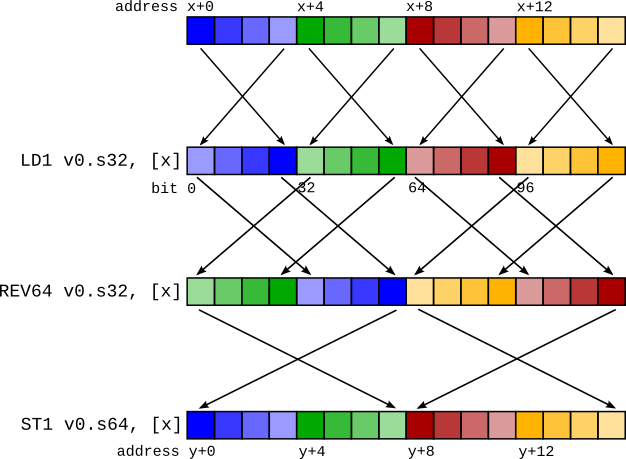 address x+0 x+4 x+8 x+12
LD1 v0.s32, [x]
bit 0 32 64 96
REV64 v0.s32, [x]
ST1 v0.s64, [x]
address y+0 y+4 y+8 y+12